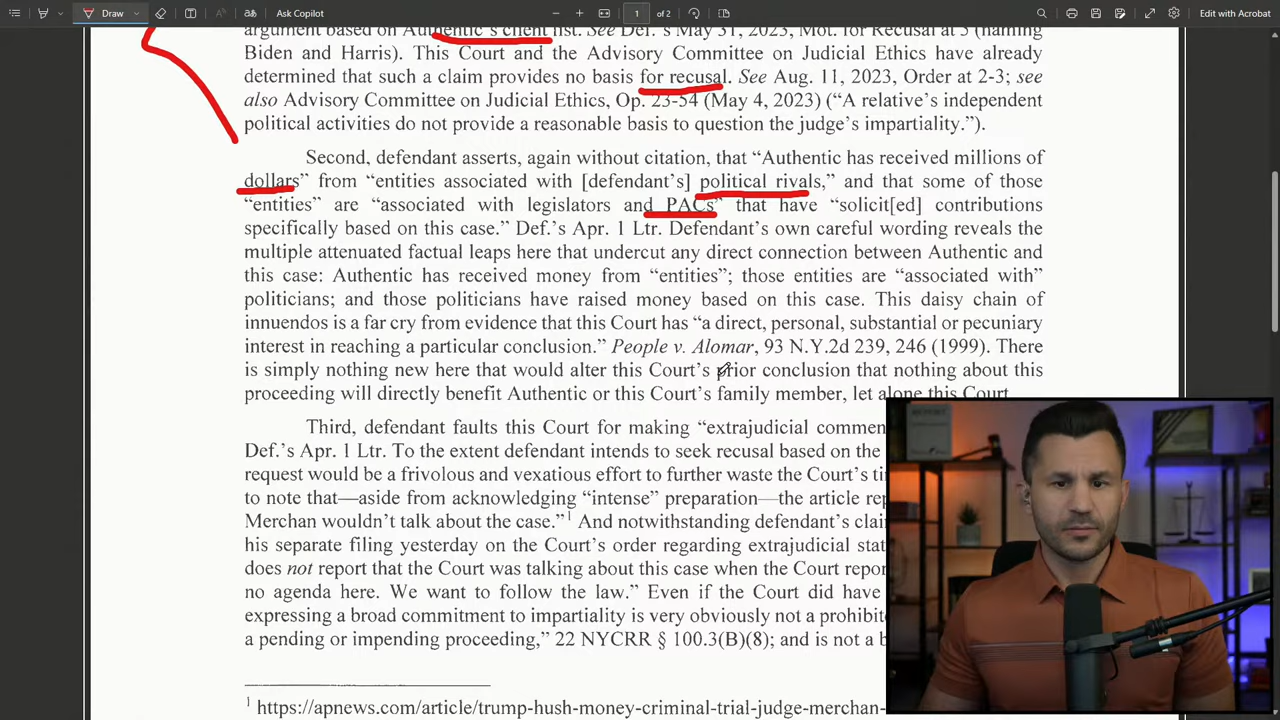 Draw
Ask Copilot
1
of 2
Edit with Acrobat
argument based on Authentic's client list. See Def.'s May 31, 2023, Mot. for Recusal at 5 (naming
Biden and Harris). This Court and the Advisory Committee on Judicial Ethics have already
determined that such a claim provides no basis for recusal. See Aug. 11, 2023, Order at 2-3; see
also Advisory Committee on Judicial Ethics, Op. 23-54 (May 4, 2023) (“A relative's independent
political activities do not provide a reasonable basis to question the judge's impartiality.”).
Second, defendant asserts, again without citation, that “Authentic has received millions of
dollars” from “entities associated with [defendant's] political rivals,” and that some of those
“entities” are “associated with legislators and PACs” that have “solicit[ed] contributions
specifically based on this case.” Def.'s Apr. 1 Ltr. Defendant's own careful wording reveals the
multiple attenuated factual leaps here that undercut any direct connection between Authentic and
this case: Authentic has received money from “entities”; those entities are “associated with”
politicians; and those politicians have raised money based on this case. This daisy chain of
innuendos is a far cry from evidence that this Court has “a direct, personal, substantial or pecuniary
interest in reaching a particular conclusion.” People v. Alomar, 93 N.Y.2d 239, 246 (1999). There
is simply nothing new here that would alter this Court's prior conclusion that nothing about this
proceeding will directly benefit Authentic or this Court's family member, let alone this Court.
Third, defendant faults this Court for making “extrajudicial commen
Def.'s Apr. 1 Ltr. To the extent defendant intends to seek recusal based on the
request would be a frivolous and vexatious effort to further waste the Court's ti
to note that—aside from acknowledging “intense” preparation—the article rep
Merchan wouldn't talk about the case.”1 And notwithstanding defendant's clai
his separate filing yesterday on the Court's order regarding extrajudicial stat
does not report that the Court was talking about this case when the Court repor
no agenda here. We want to follow the law.” Even if the Court did have
expressing a broad commitment to impartiality is very obviously not a prohibite
a pending or impending proceeding,” 22 NYCRR § 100.3(B)(8); and is not a b
1 https://apnews.com/article/trump-hush-money-criminal-trial-judge-merchan-